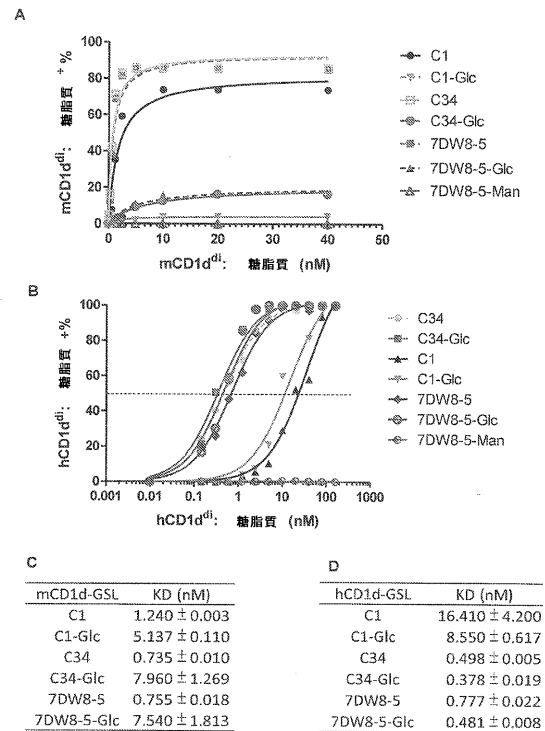 A
mCD1d^di: 糖脂質 + %
100
80
60
40
20
0
0
10
20
30
40
50
mCD1d^di: 糖脂質 (nM)
C1
C1-Glc
C34
C34-Glc
7DW8-5
7DW8-5-Glc
7DW8-5-Man
B
hCD1d^di: 糖脂質 +%
100
80
60
40
20
0
0.001
0.01
0.1
1
10
100
1000
hCD1d^di: 糖脂質 (nM)
C34
C34-Glc
C1
C1-Glc
7DW8-5
7DW8-5-Glc
7DW8-5-Man
C
mCD1d-GSL KD (nM)
C1 1.240 ± 0.003
C1-Glc 5.137 ± 0.110
C34 0.735 ± 0.010
C34-Glc 7.960 ± 1.269
7DW8-5 0.755 ± 0.018
7DW8-5-Glc 7.540 ± 1.813
D
hCD1d-GSL KD (nM)
C1 16.410 ± 4.200
C1-Glc 8.550 ± 0.617
C34 0.498 ± 0.005
C34-Glc 0.378 ± 0.019
7DW8-5 0.777 ± 0.022
7DW8-5-Glc 0.481 ± 0.008